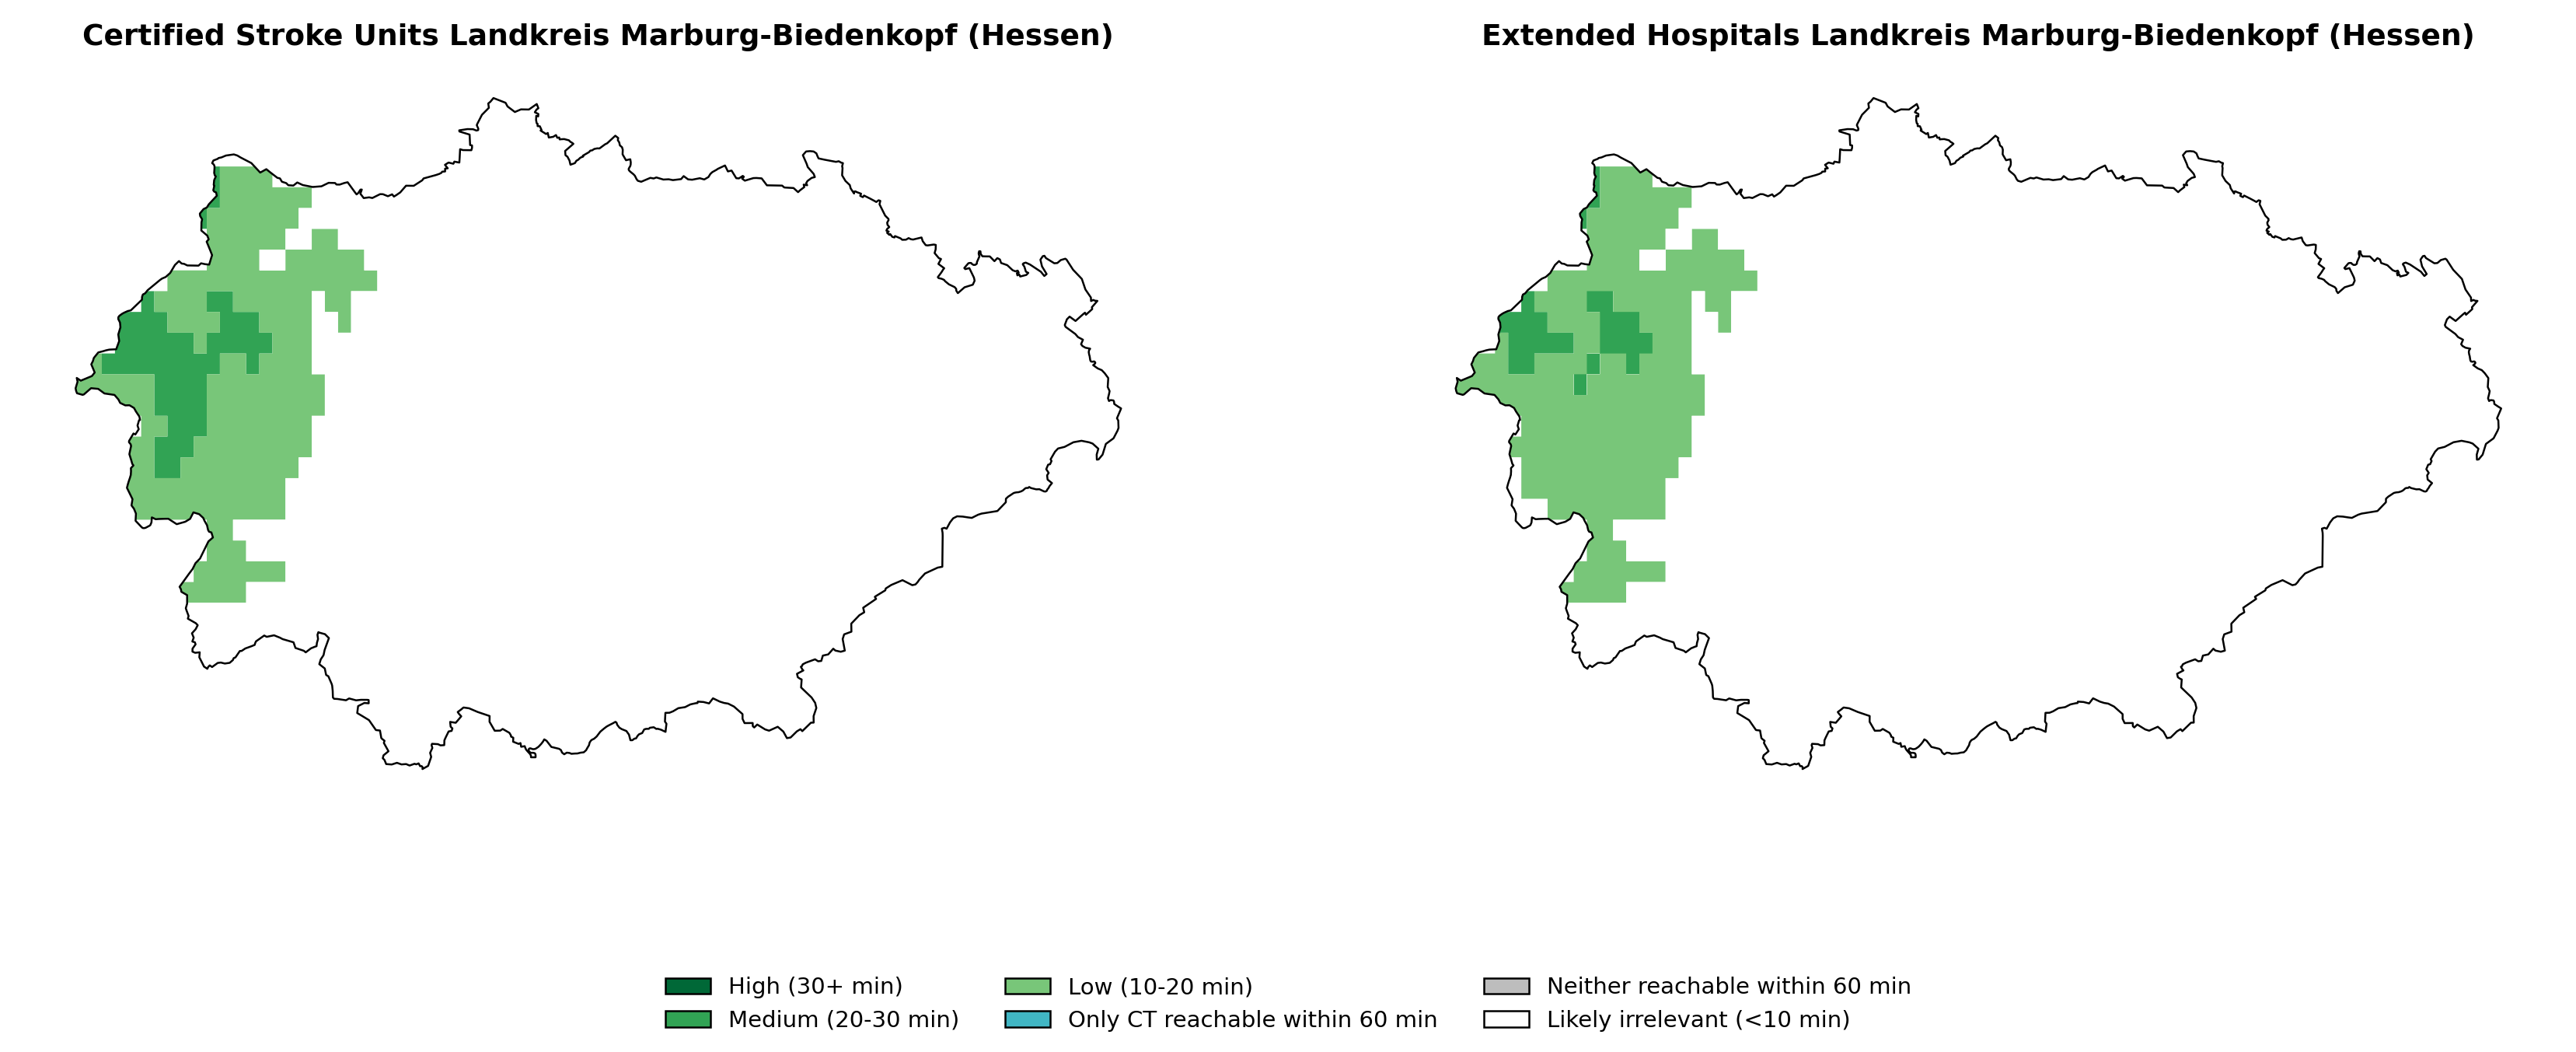 Certified Stroke Units Landkreis Marburg-Biedenkopf (Hessen)
Extended Hospitals Landkreis Marburg-Biedenkopf (Hessen)
High (30+ min)
Medium (20-30 min)
Low (10-20 min)
Only CT reachable within 60 min
Neither reachable within 60 min
Likely irrelevant (<10 min)